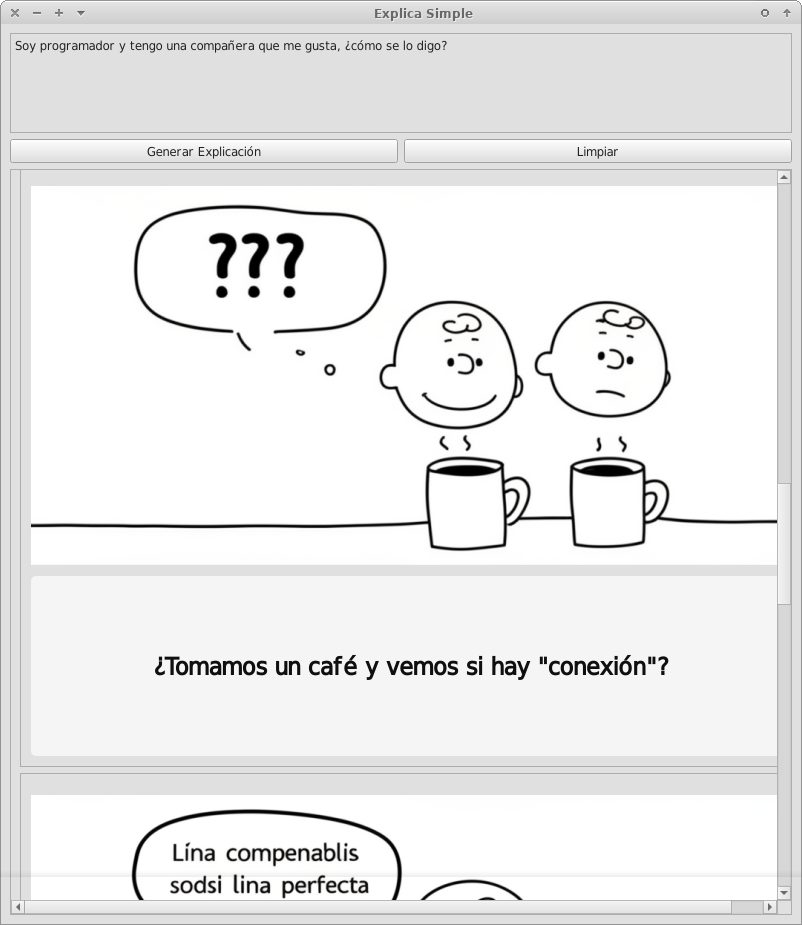 Explica Simple
Soy programador y tengo una compañera que me gusta, ¿cómo se lo digo?
Generar Explicación
Limpiar
???
¿Tomamos un café y vemos si hay "conexión"?
Lína compenablis
sodsi lina perfecta